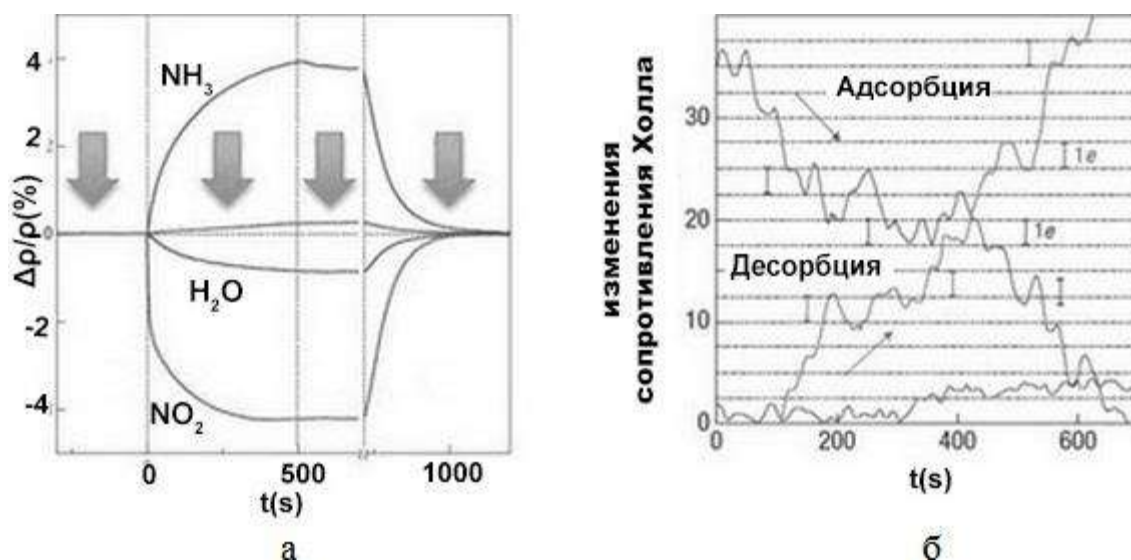 4
2
0
-2
-4
Δρ/ρ(%)
NH₃
H₂O
NO₂
0
500
1000
t(s)
а
изменения
сопротивления Холла
30
20
10
0
Адсорбция
1e
1e
Десорбция
0
200
400
600
t(s)
б